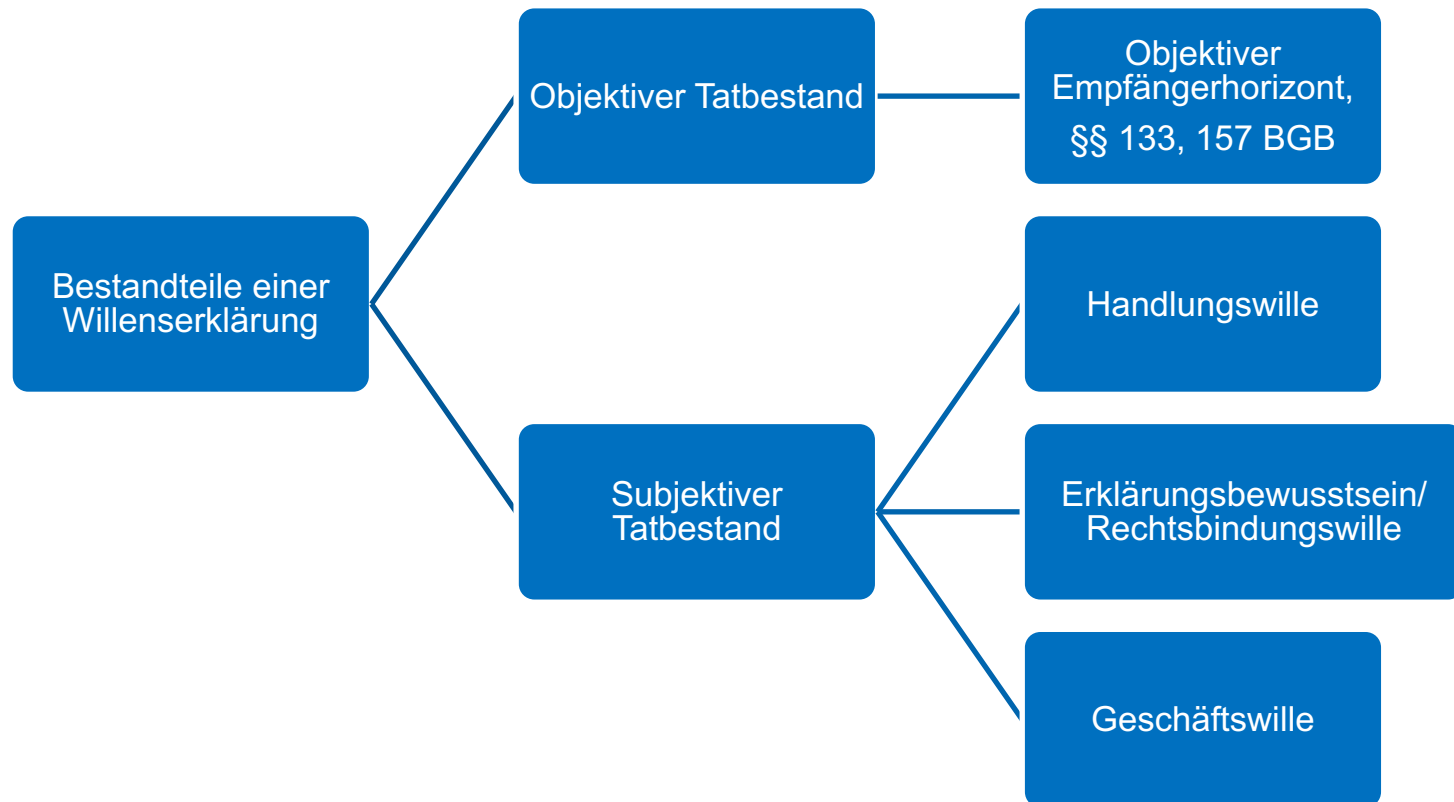 Bestandteile einer
Willenserklärung
Objektiver Tatbestand
Objektiver
Empfängerhorizont,
§§ 133, 157 BGB
Subjektiver
Tatbestand
Handlungswille
Erklärungsbewusstsein/
Rechtsbindungswille
Geschäftswille